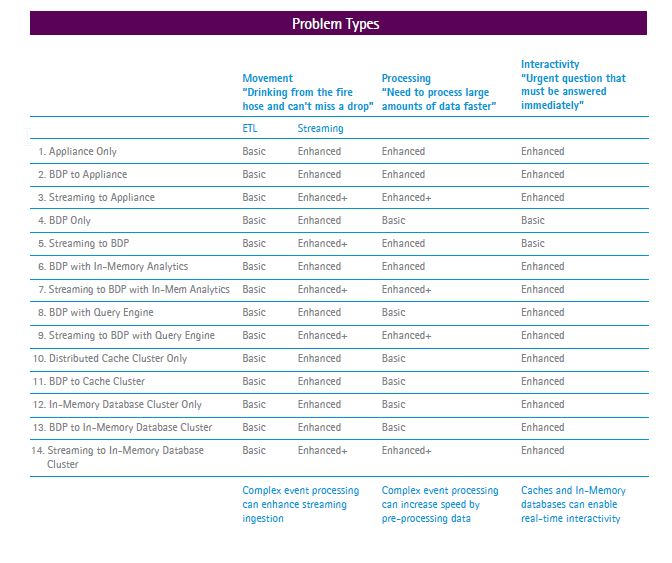 Problem Types
Movement
"Drinking from the fire
hose and can't miss a drop"
Processing
"Need to process large
amounts of data faster"
Interactivity
"Urgent question that
must be answered
immediately"
ETL Streaming
1. Appliance Only Basic Enhanced Enhanced Enhanced
2. BDP to Appliance Basic Enhanced Enhanced Enhanced
3. Streaming to Appliance Basic Enhanced+ Enhanced+ Enhanced
4. BDP Only Basic Enhanced Basic Basic
5. Streaming to BDP Basic Enhanced+ Enhanced Basic
6. BDP with In-Memory Analytics Basic Enhanced Enhanced Enhanced
7. Streaming to BDP with In-Mem Analytics Basic Enhanced+ Enhanced+ Enhanced
8. BDP with Query Engine Basic Enhanced Basic Enhanced
9. Streaming to BDP with Query Engine Basic Enhanced+ Enhanced+ Enhanced
10. Distributed Cache Cluster Only Basic Enhanced Basic Enhanced
11. BDP to Cache Cluster Basic Enhanced Basic Enhanced
12. In-Memory Database Cluster Only Basic Enhanced Basic Enhanced
13. BDP to In-Memory Database Cluster Basic Enhanced Basic Enhanced
14. Streaming to In-Memory Database Basic Enhanced+ Enhanced+ Enhanced
Cluster
Complex event processing
can enhance streaming
ingestion
Complex event processing
can increase speed by
pre-processing data
Caches and In-Memory
databases can enable
real-time interactivity